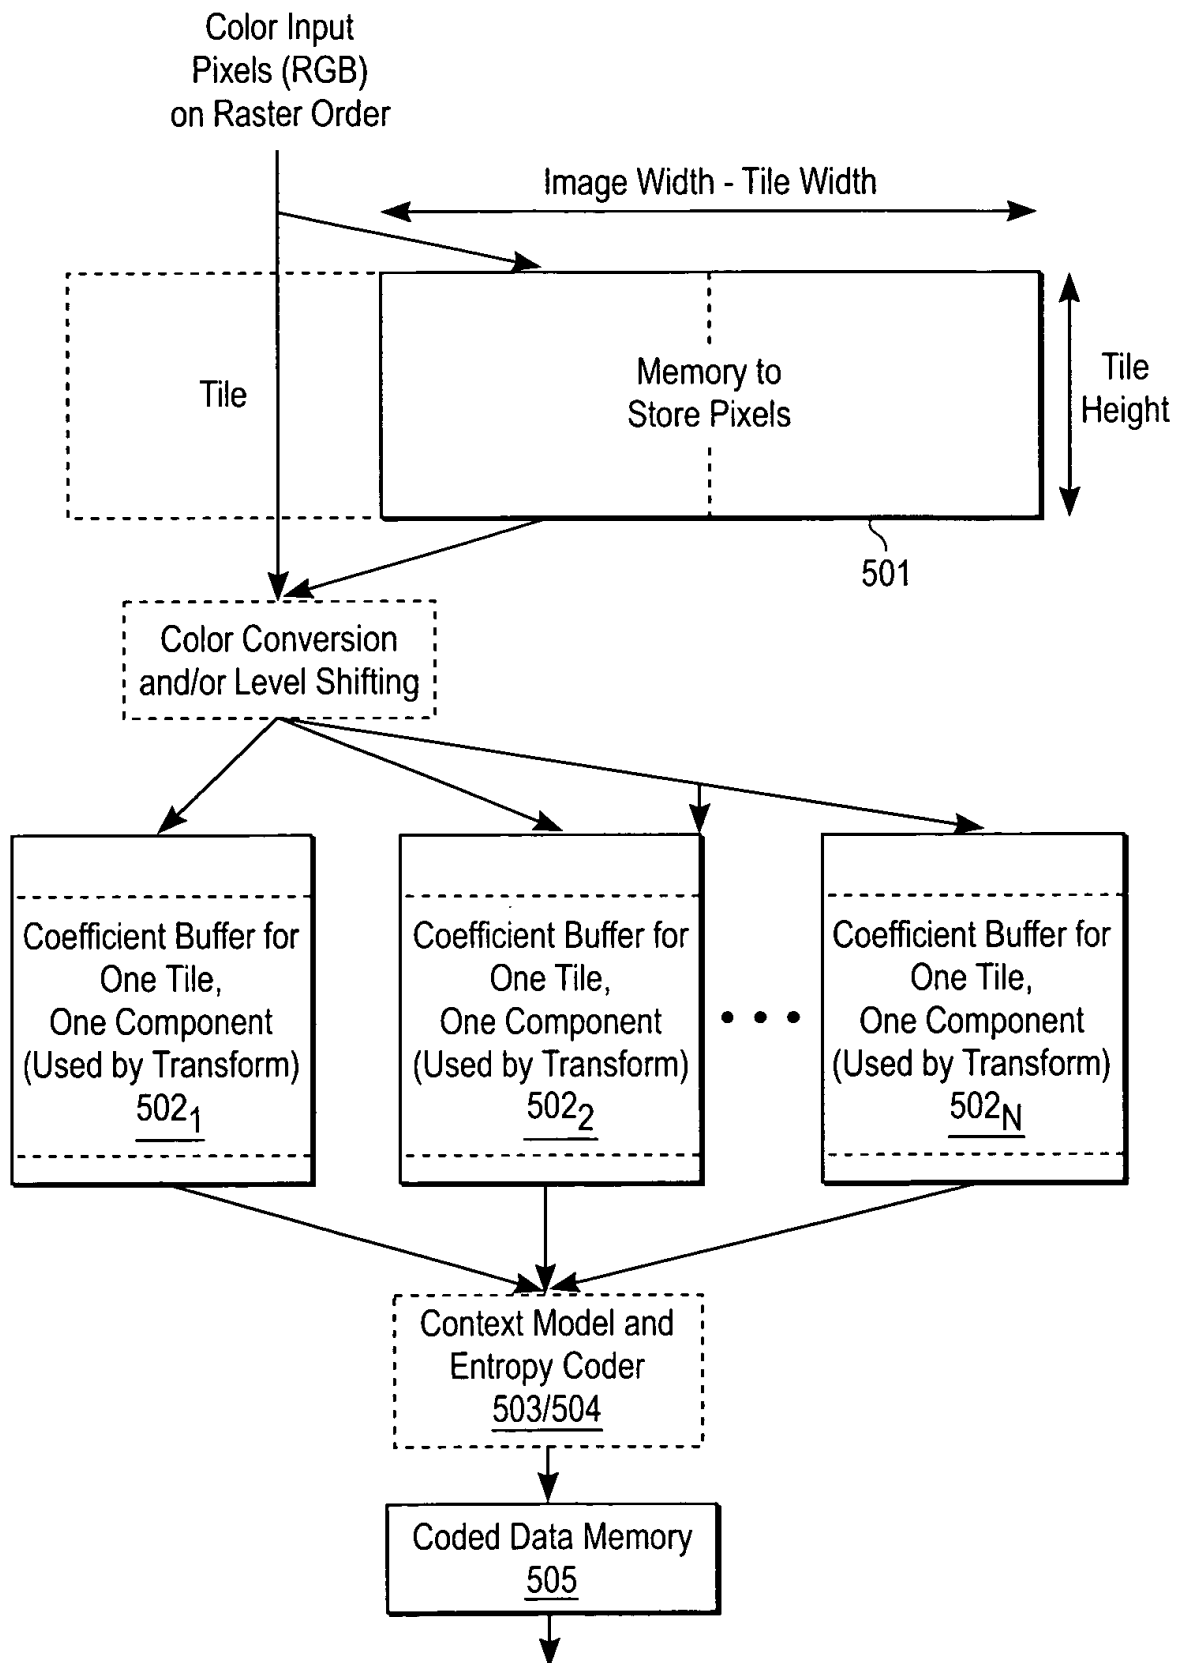 Color Input
Pixels (RGB)
on Raster Order
Image Width - Tile Width
Tile
Memory to
Store Pixels
Tile
Height
501
Color Conversion
and/or Level Shifting
Coefficient Buffer for
One Tile,
One Component
(Used by Transform)
502₁
Coefficient Buffer for
One Tile,
One Component
(Used by Transform)
502₂
Coefficient Buffer for
One Tile,
One Component
(Used by Transform)
502N
Context Model and
Entropy Coder
503/504
Coded Data Memory
505